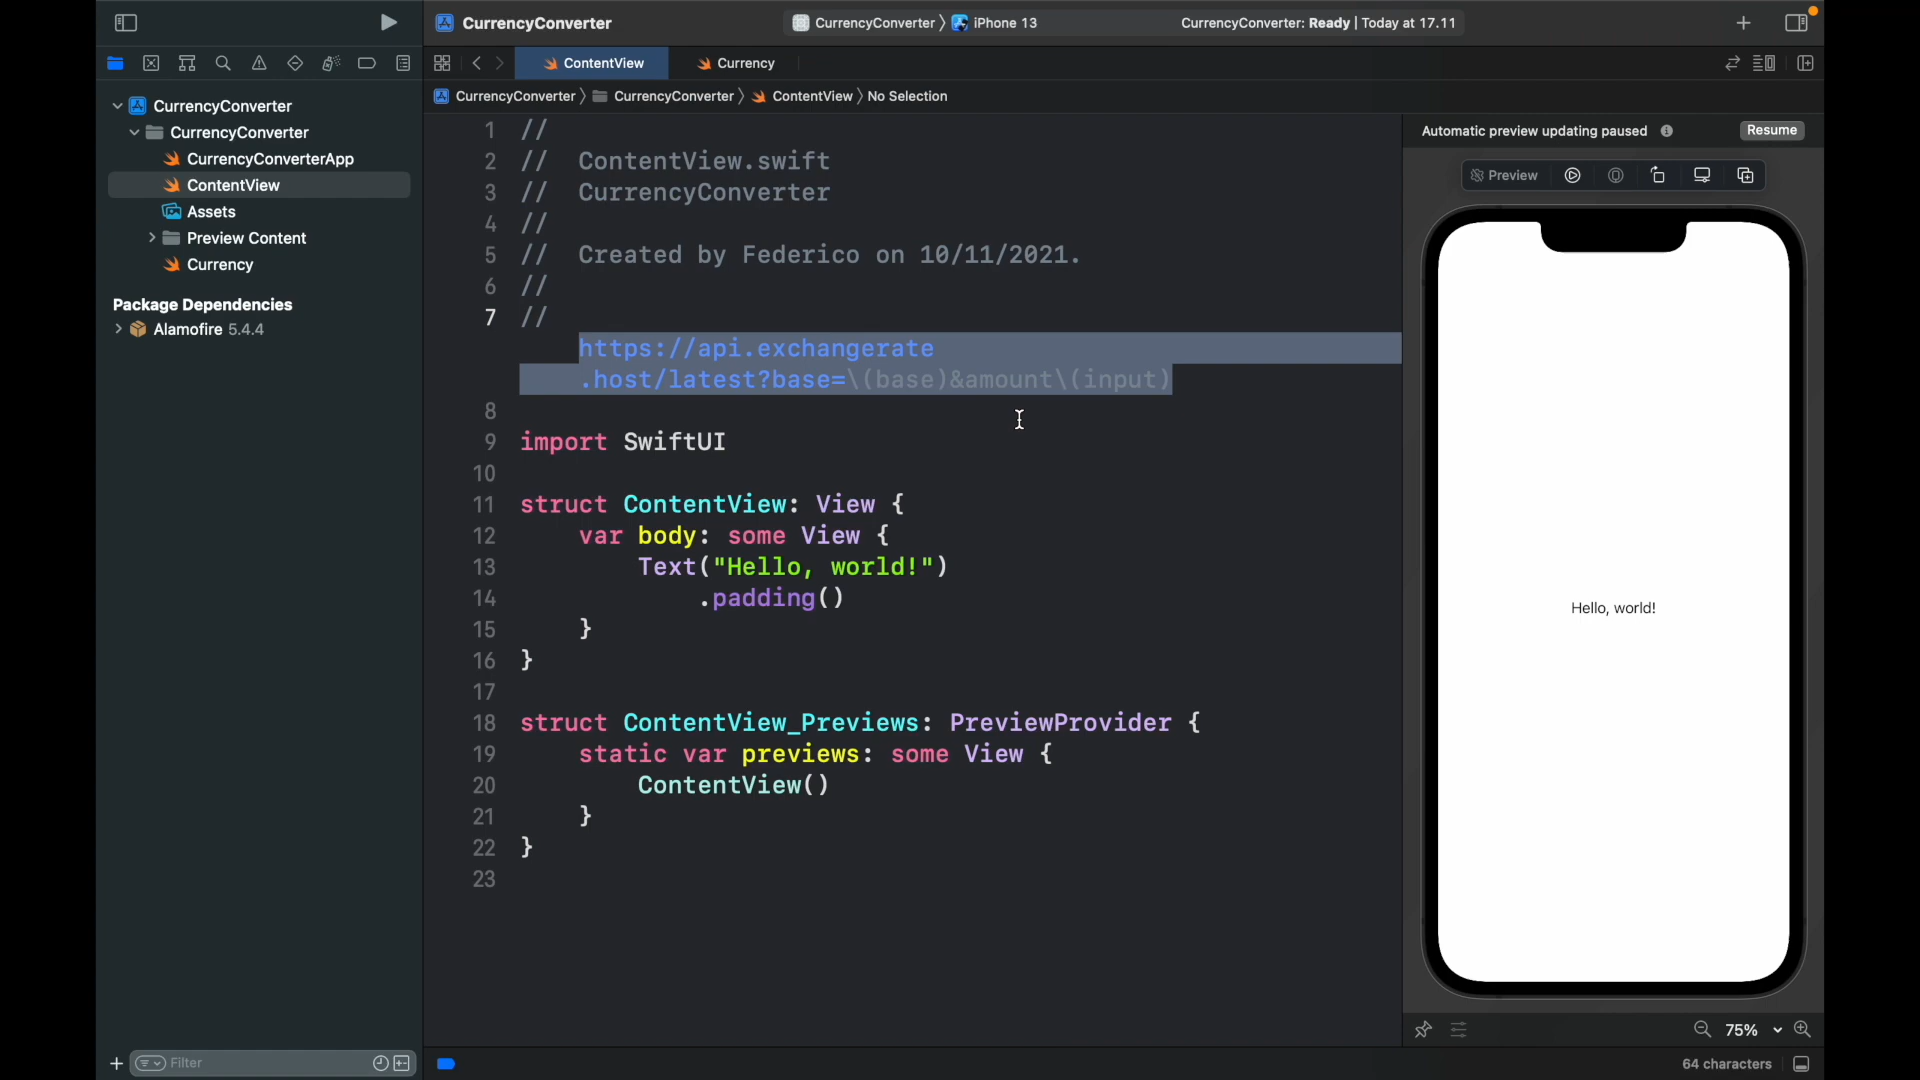 CurrencyConverter
CurrencyConverter 〉 iPhone 13
CurrencyConverter: Ready | Today at 17.11
ContentView
Currency
CurrencyConverter 〉 CurrencyConverter 〉 ContentView 〉 No Selection
CurrencyConverter
CurrencyConverter
CurrencyConverterApp
ContentView
Assets
Preview Content
Currency
Package Dependencies
Alamofire 5.4.4
Filter
1 //
2 //  ContentView.swift
3 //  CurrencyConverter
4 //
5 //  Created by Federico on 10/11/2021.
6 //
7 //
https://api.exchangerate
.host/latest?base=\(base)&amount\(input)
8
9 import SwiftUI
10
11 struct ContentView: View {
12     var body: some View {
13         Text("Hello, world!")
14             .padding()
15     }
16 }
17
18 struct ContentView_Previews: PreviewProvider {
19     static var previews: some View {
20         ContentView()
21     }
22 }
23
Automatic preview updating paused
Resume
Preview
Hello, world!
75%
64 characters